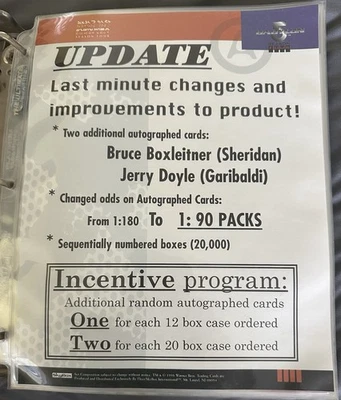 UPDATE
Last minute changes and
improvements to product!
* Two additional autographed cards:
Bruce Boxleitner (Sheridan)
Jerry Doyle (Garibaldi)
* Changed odds on Autographed Cards:
From 1:180 To 1: 90 PACKS
* Sequentially numbered boxes (20,000)
Incentive program:
Additional random autographed cards
One for each 12 box case ordered
Two for each 20 box case ordered